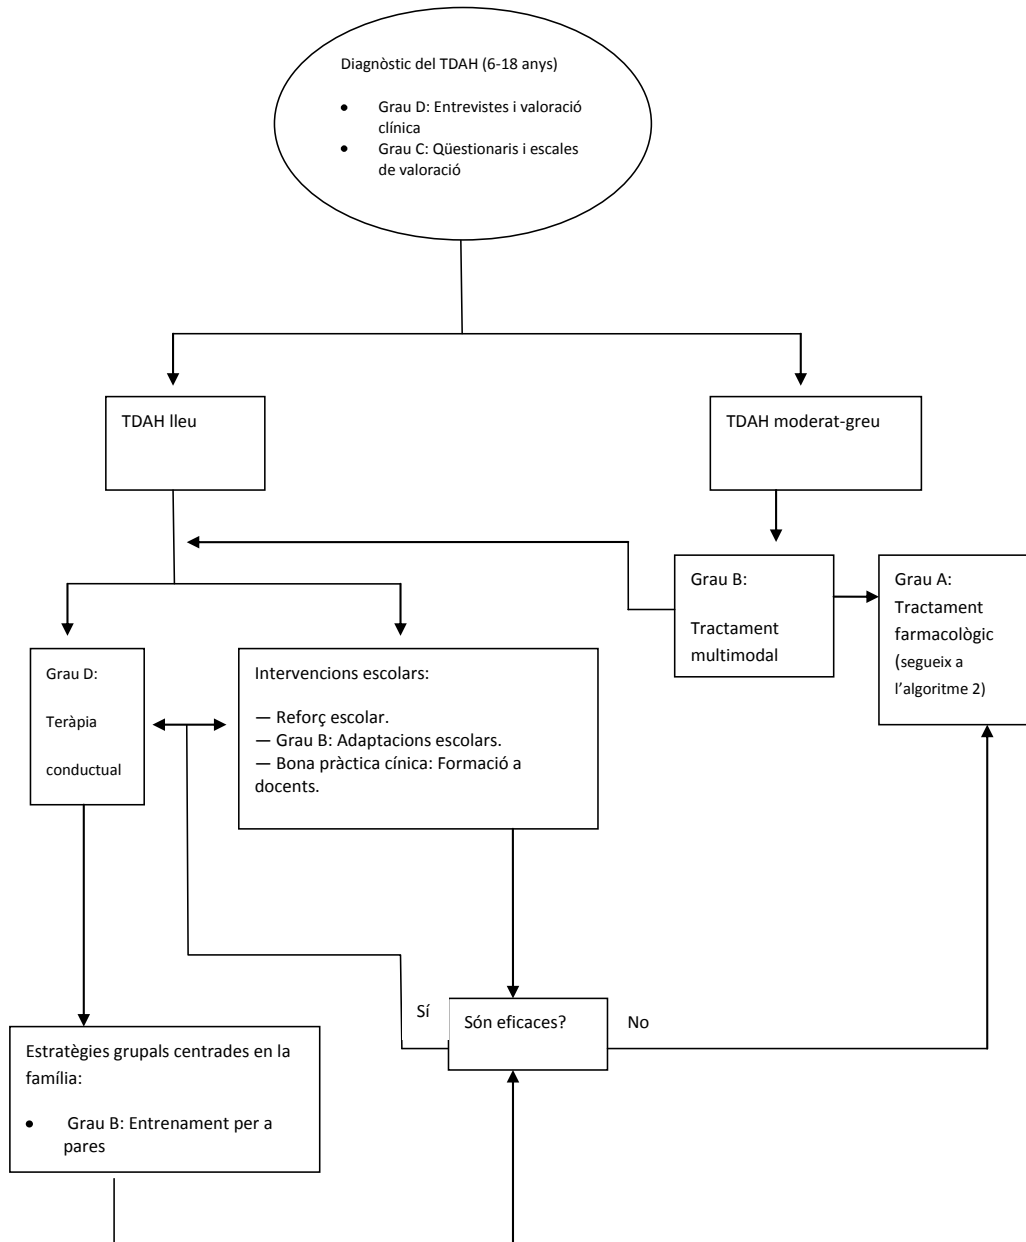 Diagnòstic del TDAH (6-18 anys)
● Grau D: Entrevistes i valoració
clínica
● Grau C: Qüestionaris i escales
de valoració
TDAH lleu
TDAH moderat-greu
Grau B:
Tractament
multimodal
Grau A:
Tractament
farmacològic
(segueix a
l’algoritme 2)
Grau D:
Teràpia
conductual
Intervencions escolars:
— Reforç escolar.
— Grau B: Adaptacions escolars.
— Bona pràctica cínica: Formació a
docents.
Sí
Són eficaces?
No
Estratègies grupals centrades en la
família:
● Grau B: Entrenament per a
pares